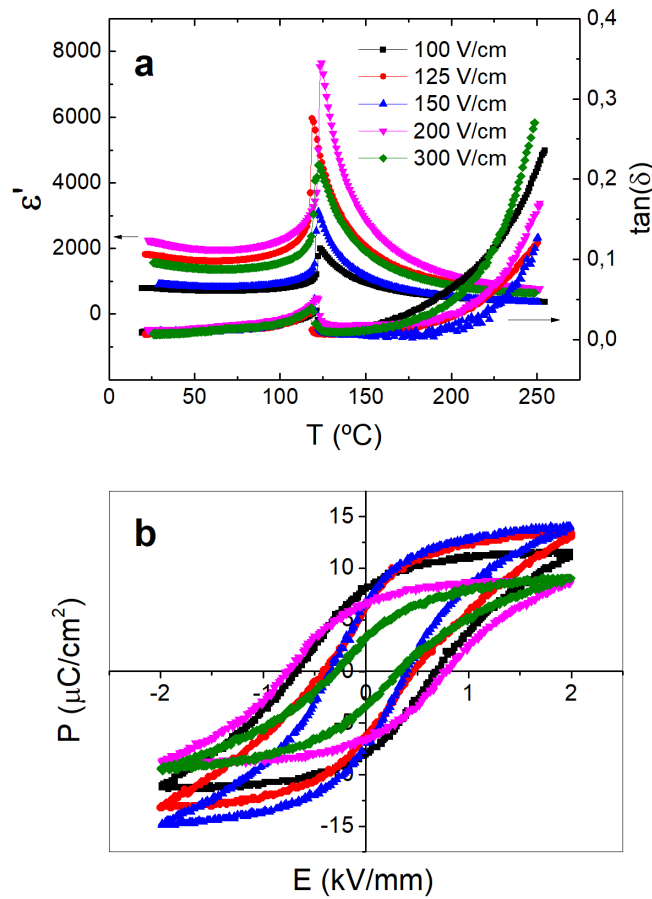 a
100 V/cm
125 V/cm
150 V/cm
200 V/cm
300 V/cm
8000
6000
4000
2000
0
0,4
0,3
0,2
0,1
0,0
ε'
tan(δ)
0 50 100 150 200 250
T (ºC)
b
15
10
5
0
-5
-10
-15
-2 -1 0 1 2
P (μC/cm²)
E (kV/mm)